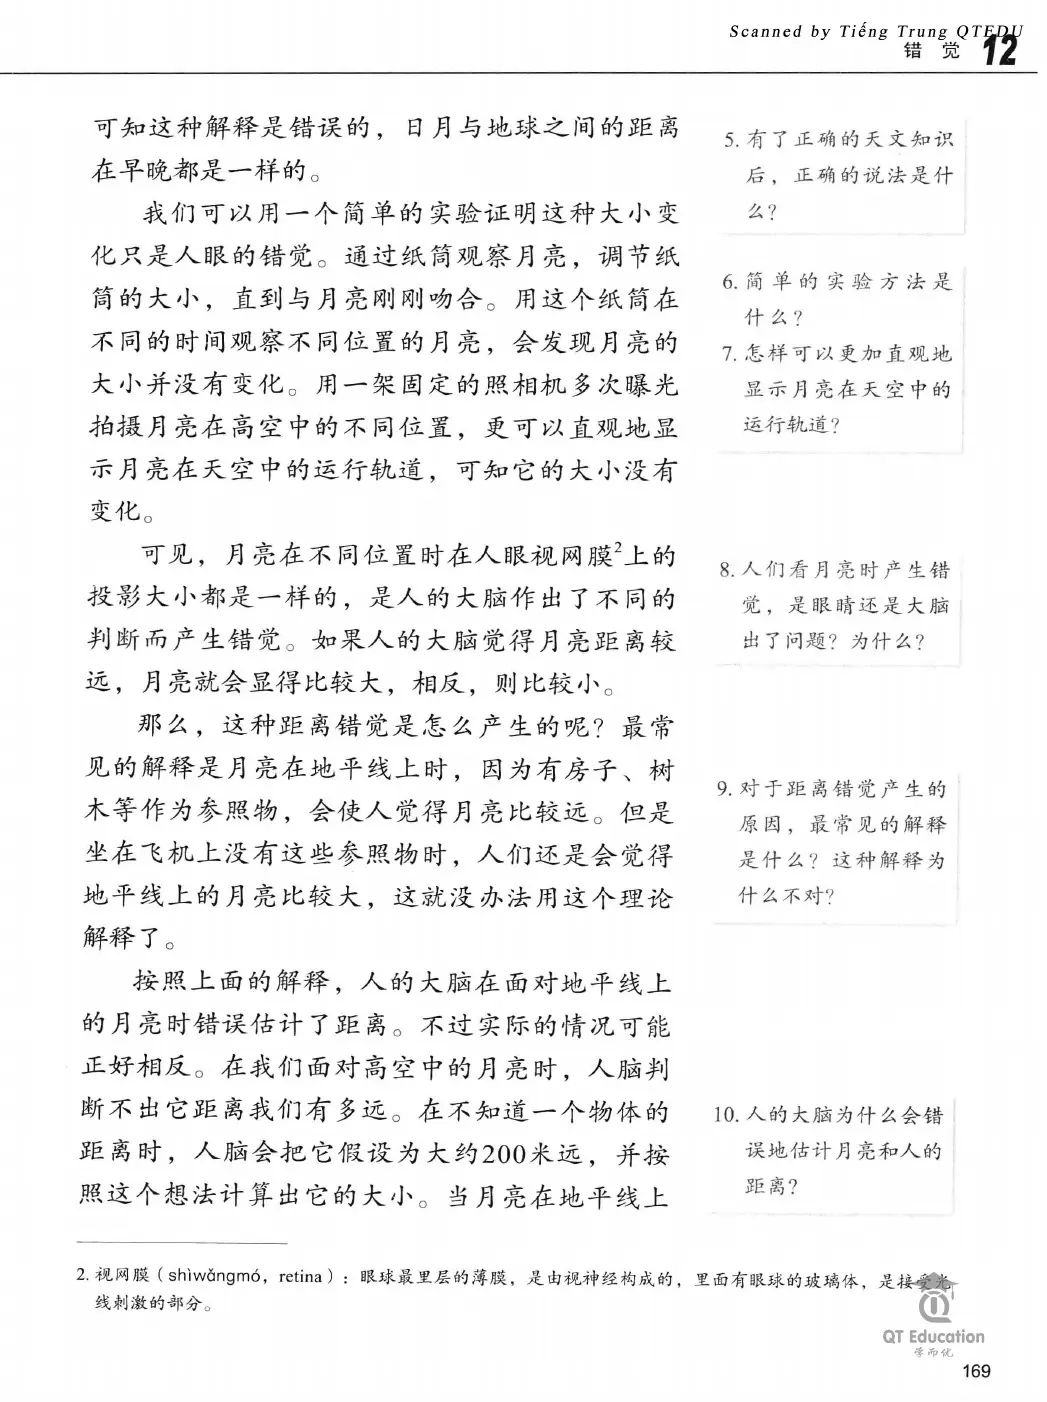 Scanned by Tiếng Trung QTEDU
错 觉 12
可知这种解释是错误的，日月与地球之间的距离
在早晚都是一样的。
我们可以用一个简单的实验证明这种大小变
化只是人眼的错觉。通过纸筒观察月亮，调节纸
筒的大小，直到与月亮刚刚吻合。用这个纸筒在
不同的时间观察不同位置的月亮，会发现月亮的
大小并没有变化。用一架固定的照相机多次曝光
拍摄月亮在高空中的不同位置，更可以直观地显
示月亮在天空中的运行轨道，可知它的大小没有
变化。
可见，月亮在不同位置时在人眼视网膜2上的
投影大小都是一样的，是人的大脑作出了不同的
判断而产生错觉。如果人的大脑觉得月亮距离较
远，月亮就会显得比较大，相反，则比较小。
那么，这种距离错觉是怎么产生的呢？最常
见的解释是月亮在地平线上时，因为有房子、树
木等作为参照物，会使人觉得月亮比较远。但是
坐在飞机上没有这些参照物时，人们还是会觉得
地平线上的月亮比较大，这就没办法用这个理论
解释了。
按照上面的解释，人的大脑在面对地平线上
的月亮时错误估计了距离。不过实际的情况可能
正好相反。在我们面对高空中的月亮时，人脑判
断不出它距离我们有多远。在不知道一个物体的
距离时，人脑会把它假设为大约200米远，并按
照这个想法计算出它的大小。当月亮在地平线上
5. 有了正确的天文知识
后，正确的说法是什
么？
6. 简单的实验方法是
什么？
7. 怎样可以更加直观地
显示月亮在天空中的
运行轨道？
8. 人们看月亮时产生错
觉，是眼睛还是大脑
出了问题？为什么？
9. 对于距离错觉产生的
原因，最常见的解释
是什么？这种解释为
什么不对？
10. 人的大脑为什么会错
误地估计月亮和人的
距离？
2. 视网膜（shìwǎngmó，retina）：眼球最里层的薄膜，是由视神经构成的，里面有眼球的玻璃体，是接受光
线刺激的部分。
QT Education
学而优
169